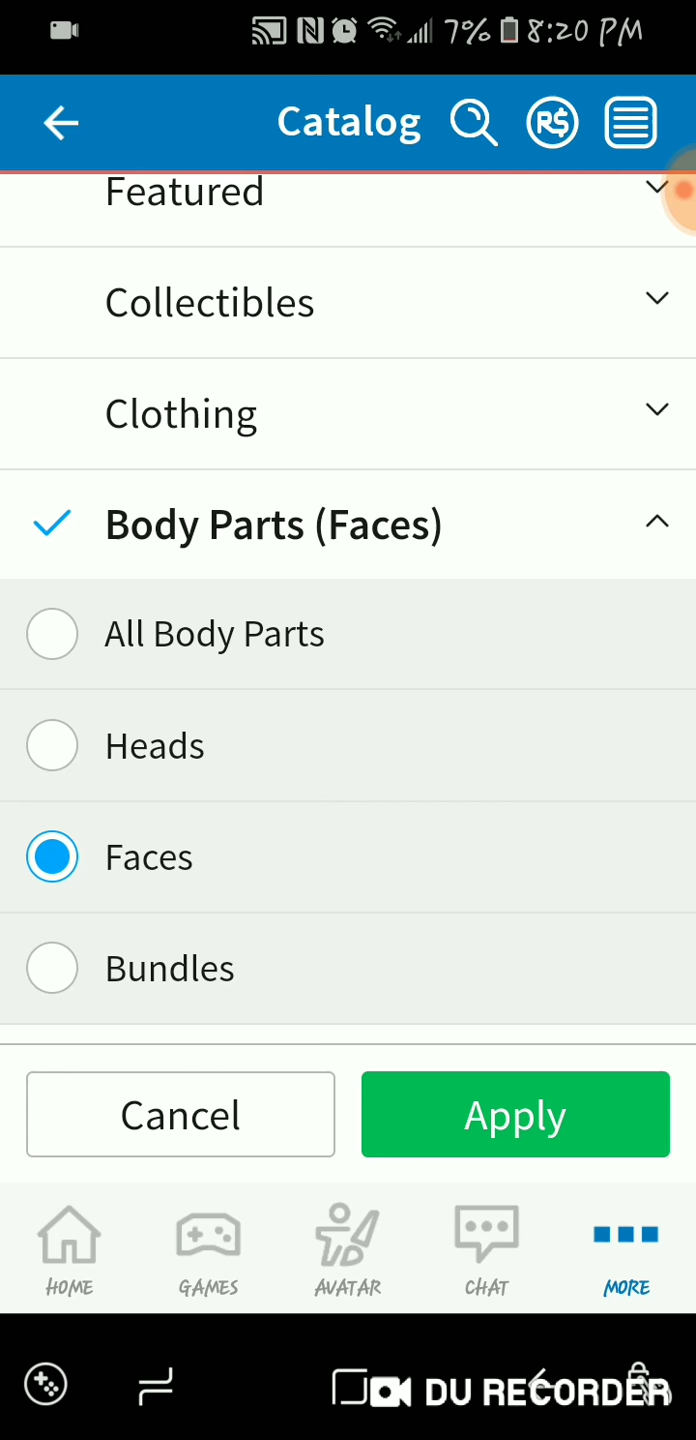 7% 8:20 PM
Catalog R$
Featured
Collectibles
Clothing
Body Parts (Faces)
All Body Parts
Heads
Faces
Bundles
Cancel Apply
HOME GAMES AVATAR CHAT MORE
DU RECORDER